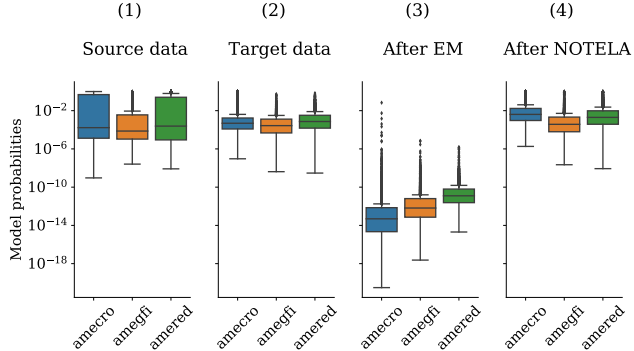 (1) (2) (3) (4)
Source data Target data After EM After NOTELA
Model probabilities
10⁻²
10⁻⁶
10⁻¹⁰
10⁻¹⁴
10⁻¹⁸
amecro amegfi amered amecro amegfi amered amecro amegfi amered amecro amegfi amered